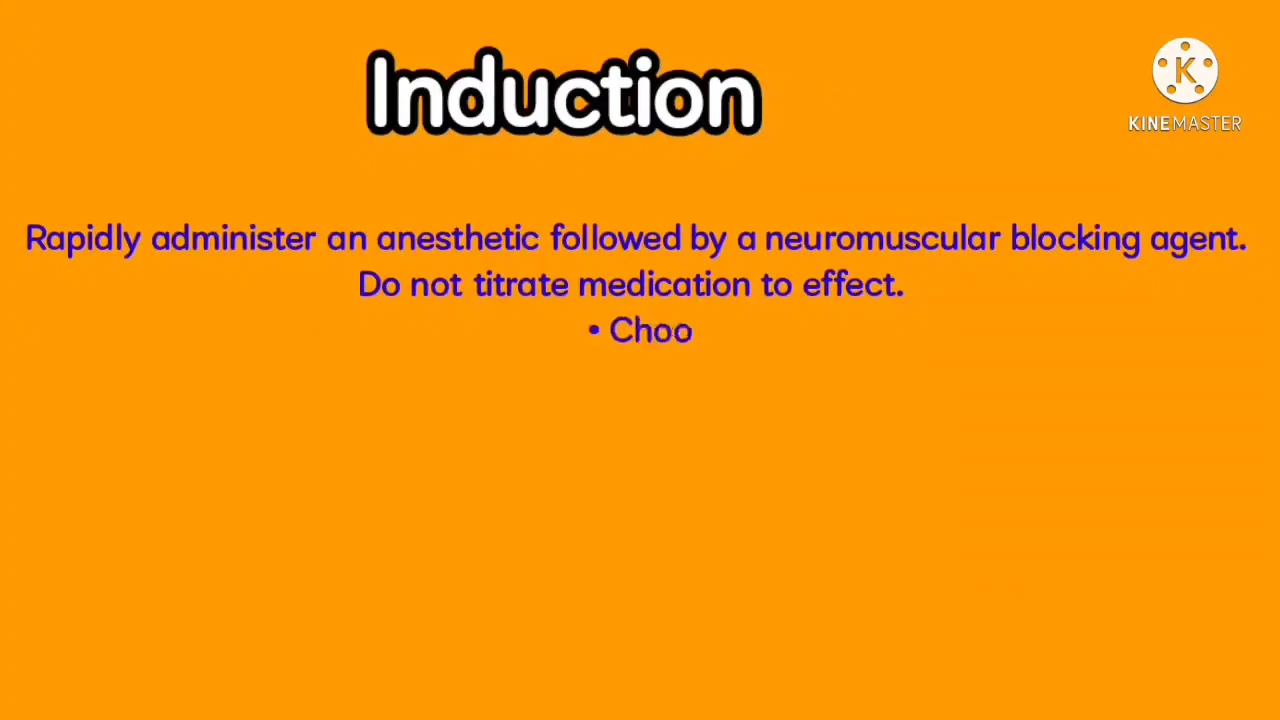 Induction
K
KINEMASTER
Rapidly administer an anesthetic followed by a neuromuscular blocking agent.
Do not titrate medication to effect.
• Choo